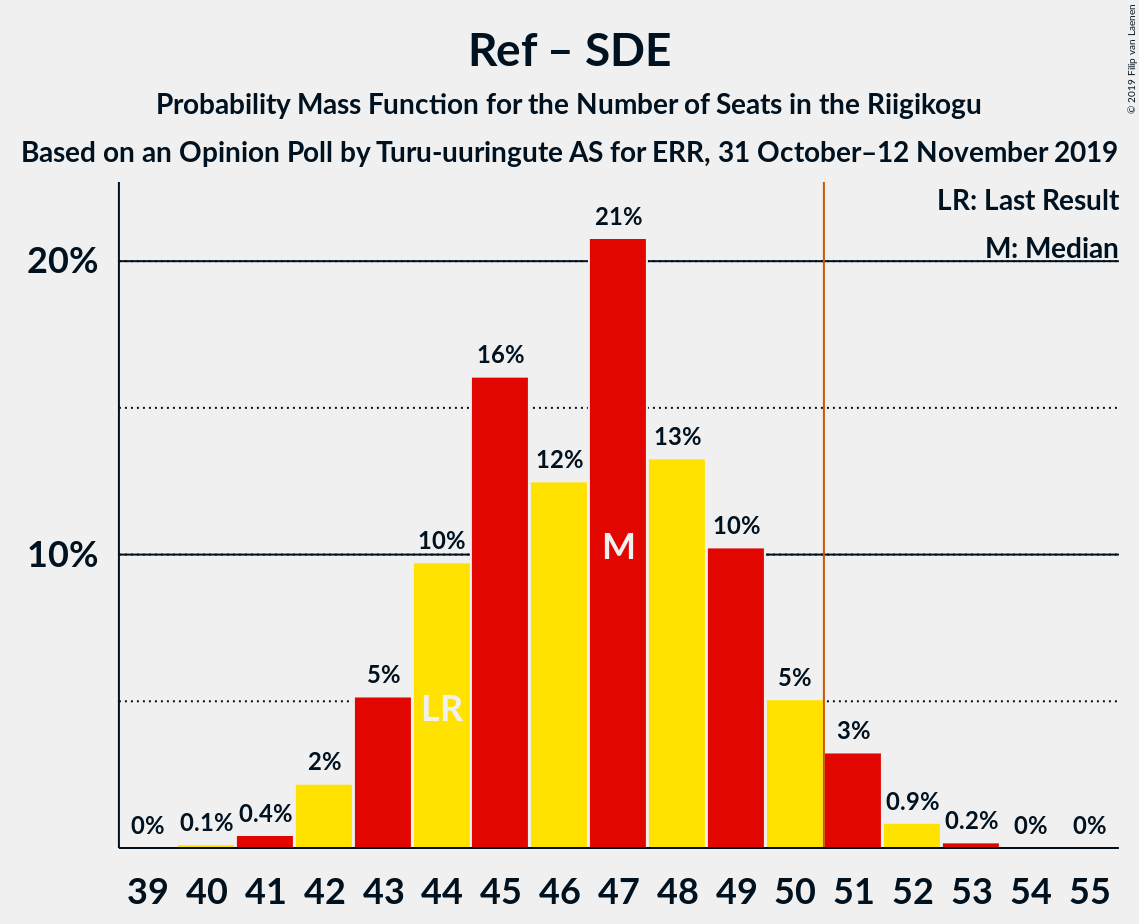 Ref – SDE
Probability Mass Function for the Number of Seats in the Riigikogu
Based on an Opinion Poll by Turu-uuringute AS for ERR, 31 October–12 November 2019
© 2019 Filip van Laenen
LR: Last Result
M: Median
20%
10%
0% 0.1% 0.4% 2% 5% 10% 16% 12% 21% 13% 10% 5% 3% 0.9% 0.2% 0% 0%
LR
M
39 40 41 42 43 44 45 46 47 48 49 50 51 52 53 54 55